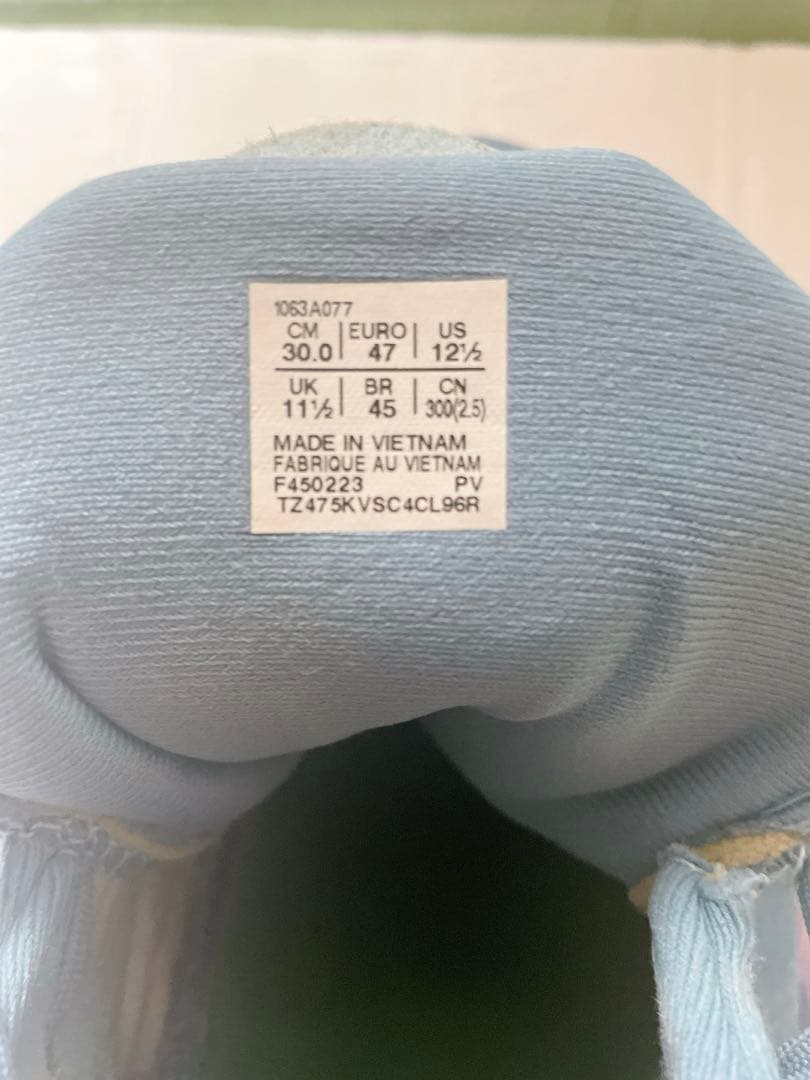 1063A077
CM | EURO | US
30.0 | 47 | 12½
UK | BR | CN
11½ | 45 | 300(2.5)
MADE IN VIETNAM
FABRIQUE AU VIETNAM
F450223 PV
TZ475KVSC4CL96R